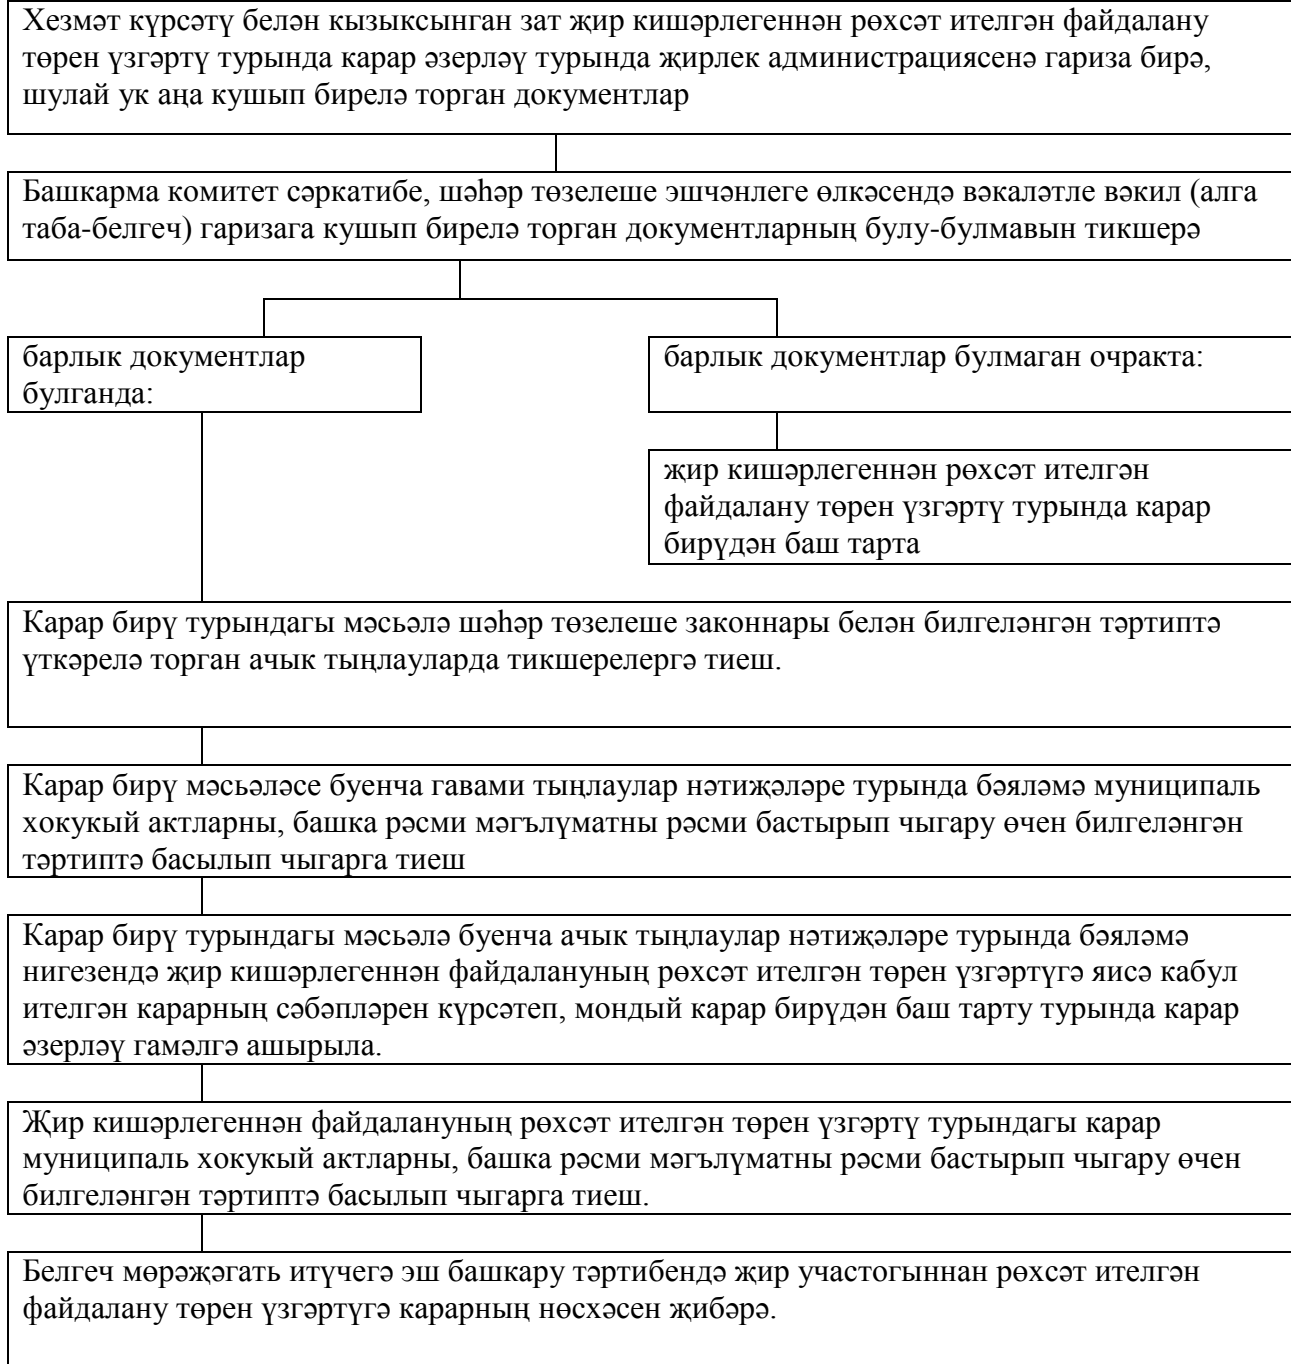 Хезмәт күрсәтү белән кызыксынган зат җир кишәрлегеннән рөхсәт ителгән файдалану
төрен үзгәртү турында карар әзерләү турында җирлек администрациясенә гариза бирә,
шулай ук аңа кушып бирелә торган документлар
Башкарма комитет сәркатибе, шәһәр төзелеше эшчәнлеге өлкәсендә вәкаләтле вәкил (алга
таба-белгеч) гаризага кушып бирелә торган документларның булу-булмавын тикшерә
барлык документлар
булганда:
барлык документлар булмаган очракта:
җир кишәрлегеннән рөхсәт ителгән
файдалану төрен үзгәртү турында карар
бирүдән баш тарта
Карар бирү турындагы мәсьәлә шәһәр төзелеше законнары белән билгеләнгән тәртиптә
үткәрелә торган ачык тыңлауларда тикшерелергә тиеш.
Карар бирү мәсьәләсе буенча гавами тыңлаулар нәтиҗәләре турында бәяләмә муниципаль
хокукый актларны, башка рәсми мәгълүматны рәсми бастырып чыгару өчен билгеләнгән
тәртиптә басылып чыгарга тиеш
Карар бирү турындагы мәсьәлә буенча ачык тыңлаулар нәтиҗәләре турында бәяләмә
нигезендә җир кишәрлегеннән файдалануның рөхсәт ителгән төрен үзгәртүгә яисә кабул
ителгән карарның сәбәпләрен күрсәтеп, мондый карар бирүдән баш тарту турында карар
әзерләү гамәлгә ашырыла.
Җир кишәрлегеннән файдалануның рөхсәт ителгән төрен үзгәртү турындагы карар
муниципаль хокукый актларны, башка рәсми мәгълүматны рәсми бастырып чыгару өчен
билгеләнгән тәртиптә басылып чыгарга тиеш.
Белгеч мөрәҗәгать итүчегә эш башкару тәртибендә җир участогыннан рөхсәт ителгән
файдалану төрен үзгәртүгә карарның нөсхәсен җибәрә.